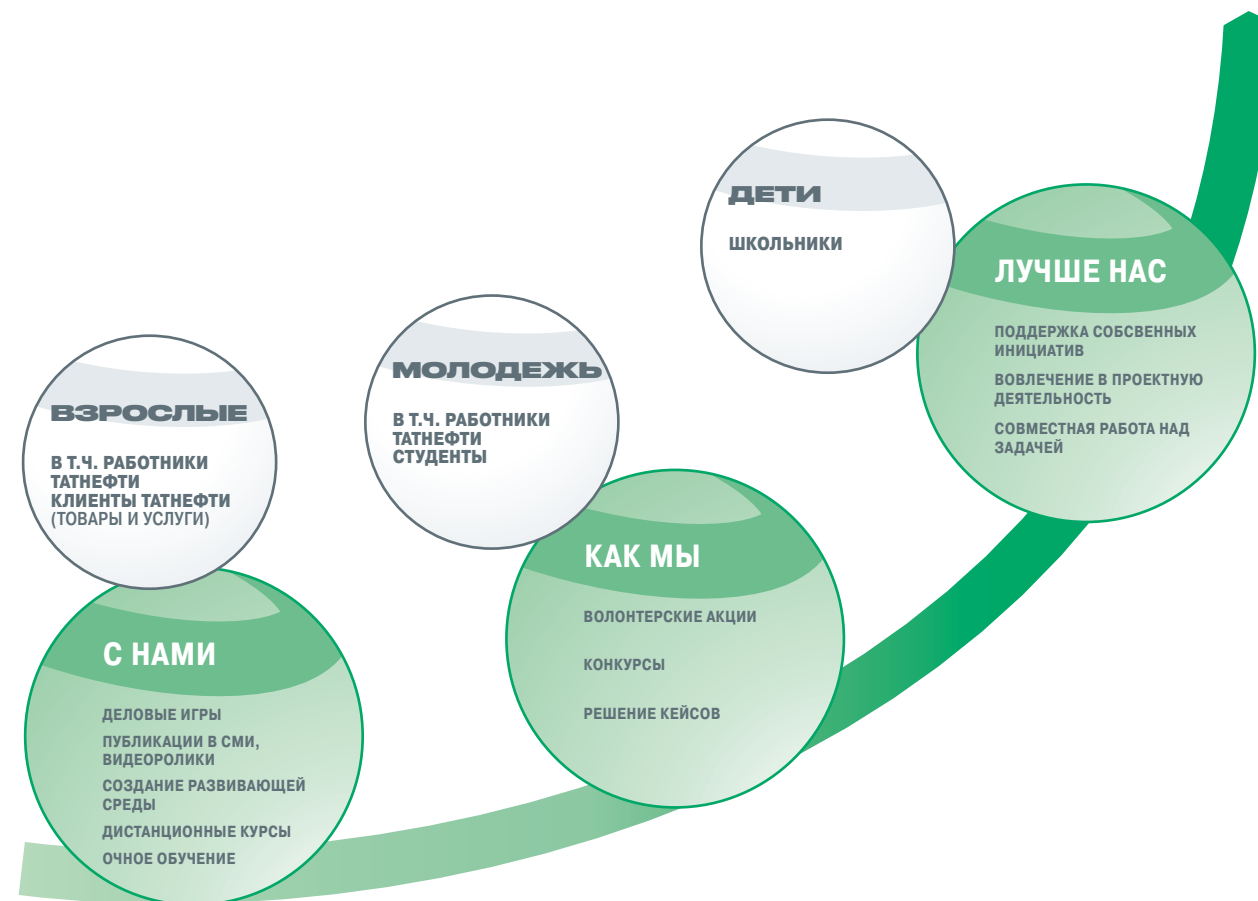 ВЗРОСЛЫЕ
В Т.Ч. РАБОТНИКИ
ТАТНЕФТИ
КЛИЕНТЫ ТАТНЕФТИ
(ТОВАРЫ И УСЛУГИ)
С НАМИ
ДЕЛОВЫЕ ИГРЫ
ПУБЛИКАЦИИ В СМИ,
ВИДЕОРОЛИКИ
СОЗДАНИЕ РАЗВИВАЮЩЕЙ
СРЕДЫ
ДИСТАНЦИОННЫЕ КУРСЫ
ОЧНОЕ ОБУЧЕНИЕ
МОЛОДЕЖЬ
В Т.Ч. РАБОТНИКИ
ТАТНЕФТИ
СТУДЕНТЫ
КАК МЫ
ВОЛОНТЕРСКИЕ АКЦИИ
КОНКУРСЫ
РЕШЕНИЕ КЕЙСОВ
ДЕТИ
ШКОЛЬНИКИ
ЛУЧШЕ НАС
ПОДДЕРЖКА СОБСВЕННЫХ
ИНИЦИАТИВ
ВОВЛЕЧЕНИЕ В ПРОЕКТНУЮ
ДЕЯТЕЛЬНОСТЬ
СОВМЕСТНАЯ РАБОТА НАД
ЗАДАЧЕЙ